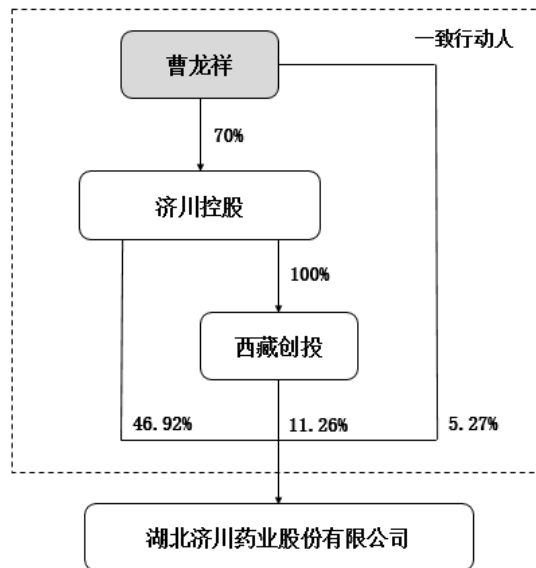 一致行动人
曹龙祥
70%
济川控股
100%
西藏创投
46.92%
11.26%
5.27%
湖北济川药业股份有限公司